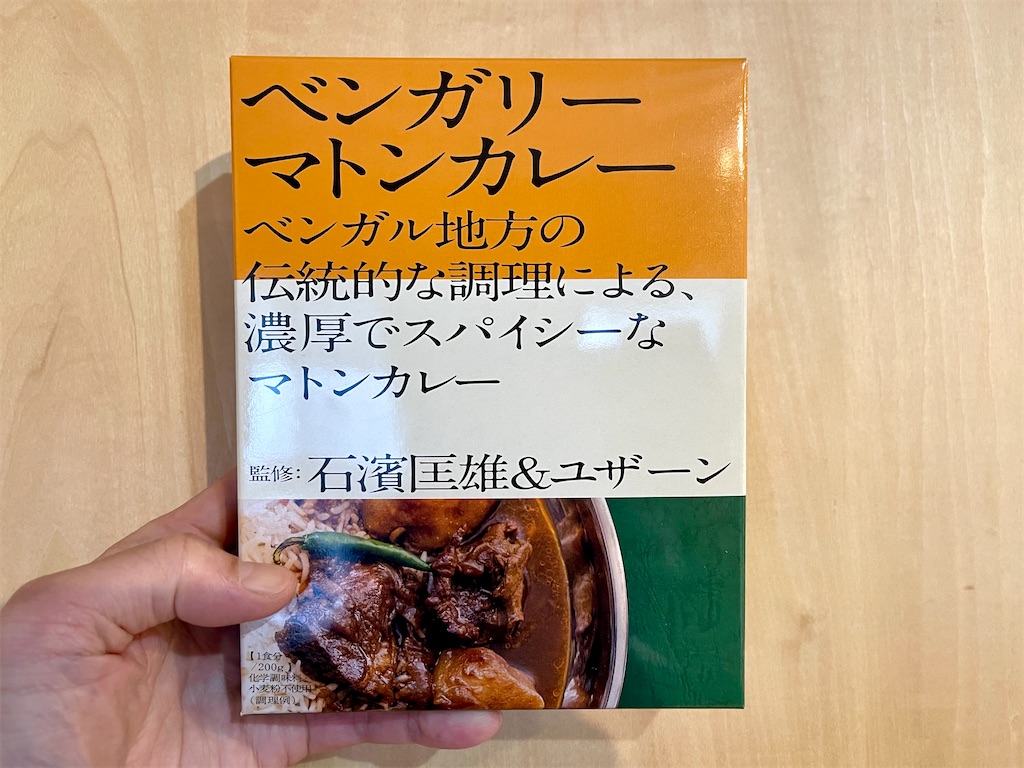 ベンガリー
マトンカレー
ベンガル地方の
伝統的な調理による、
濃厚でスパイシーな
マトンカレー
監修：石濱匡雄&ユザーン
【1食分
/200g】
化学調味料、
小麦粉不使用
（調理例）